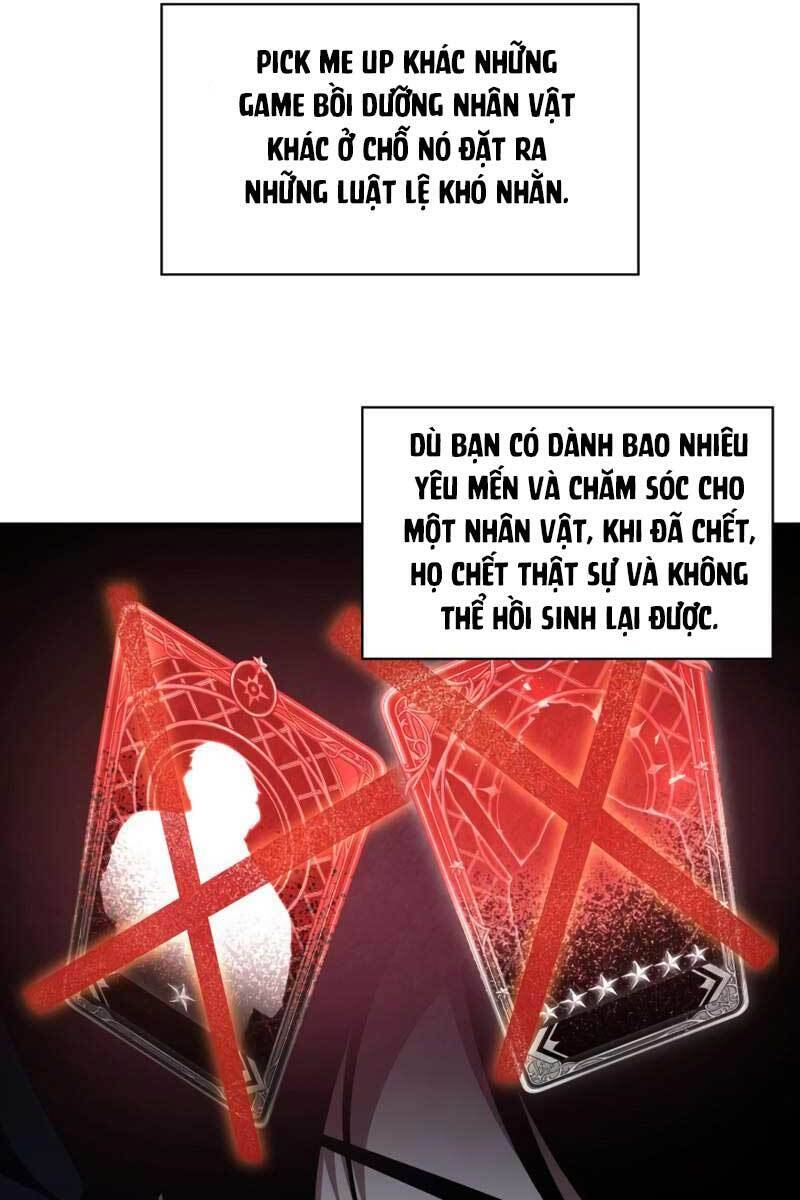 PICK ME UP KHÁC NHỮNG
GAME BỒI DƯỠNG NHÂN VẬT
KHÁC Ở CHỖ NÓ ĐẶT RA
NHỮNG LUẬT LỆ KHÓ NHẰN.
DÙ BẠN CÓ DÀNH BAO NHIÊU
YÊU MẾN VÀ CHĂM SÓC CHO
MỘT NHÂN VẬT, KHI ĐÃ CHẾT,
HỌ CHẾT THẬT SỰ VÀ KHÔNG
THỂ HỒI SINH LẠI ĐƯỢC.